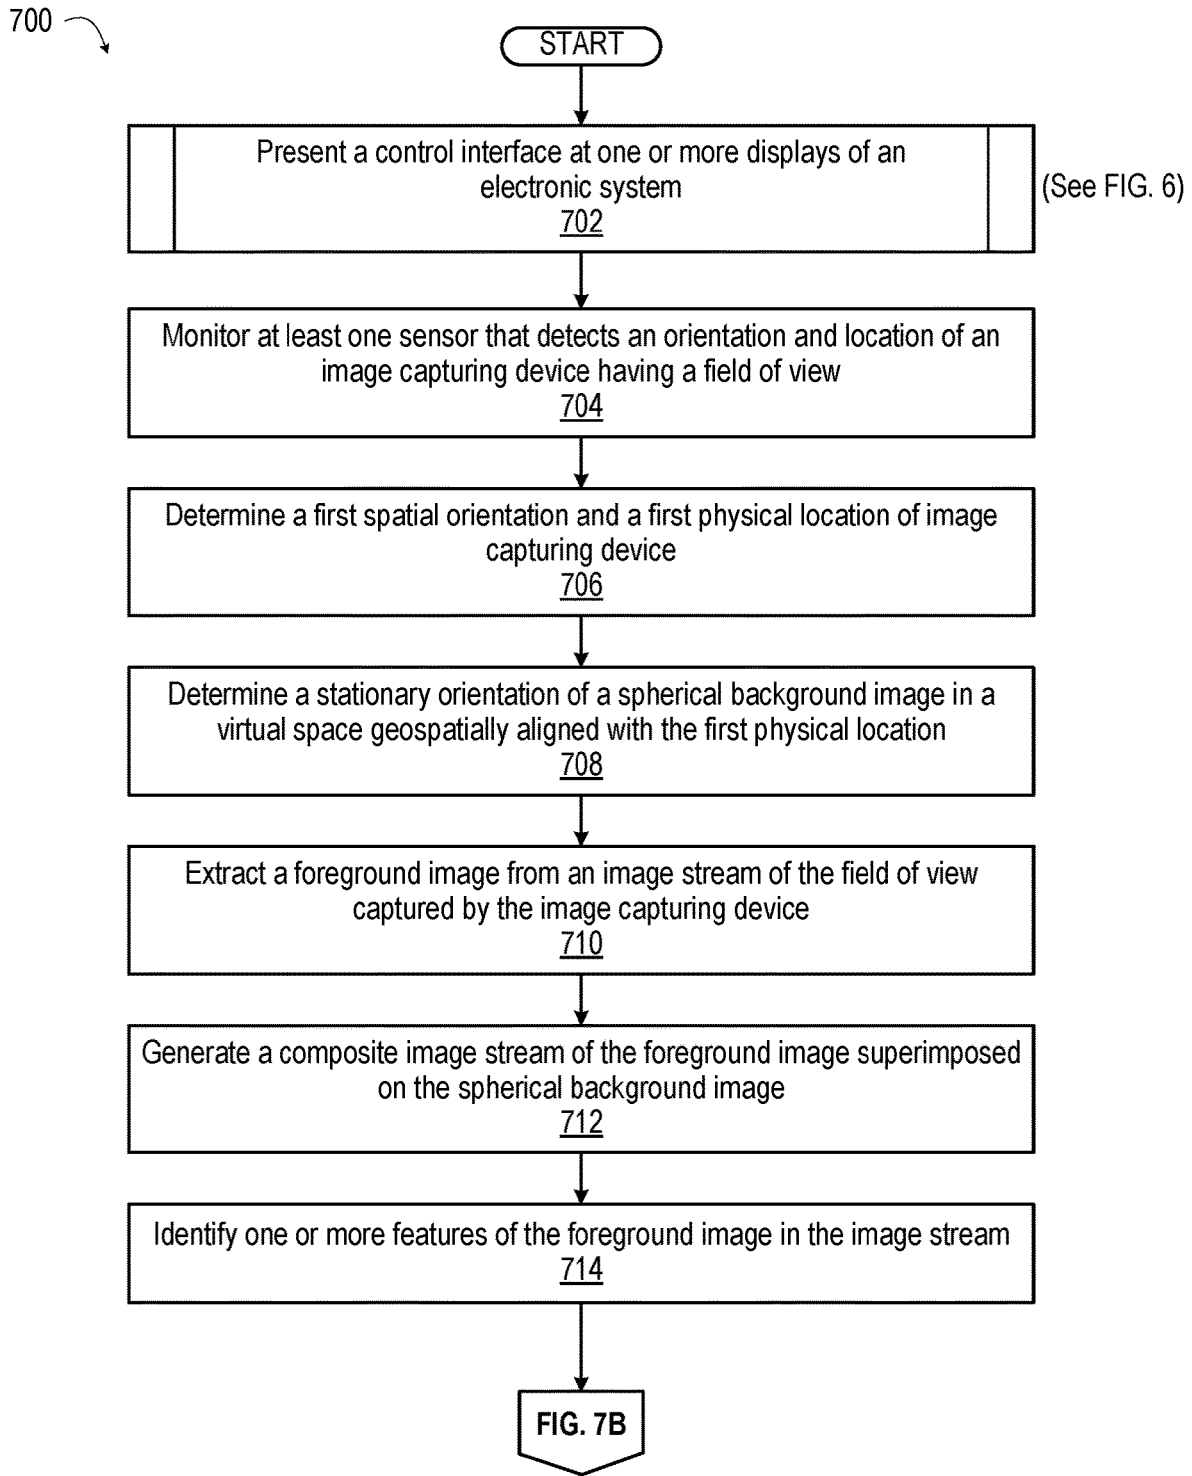 700
START
Present a control interface at one or more displays of an
electronic system
702
(See FIG. 6)
Monitor at least one sensor that detects an orientation and location of an
image capturing device having a field of view
704
Determine a first spatial orientation and a first physical location of image
capturing device
706
Determine a stationary orientation of a spherical background image in a
virtual space geospatially aligned with the first physical location
708
Extract a foreground image from an image stream of the field of view
captured by the image capturing device
710
Generate a composite image stream of the foreground image superimposed
on the spherical background image
712
Identify one or more features of the foreground image in the image stream
714
FIG. 7B